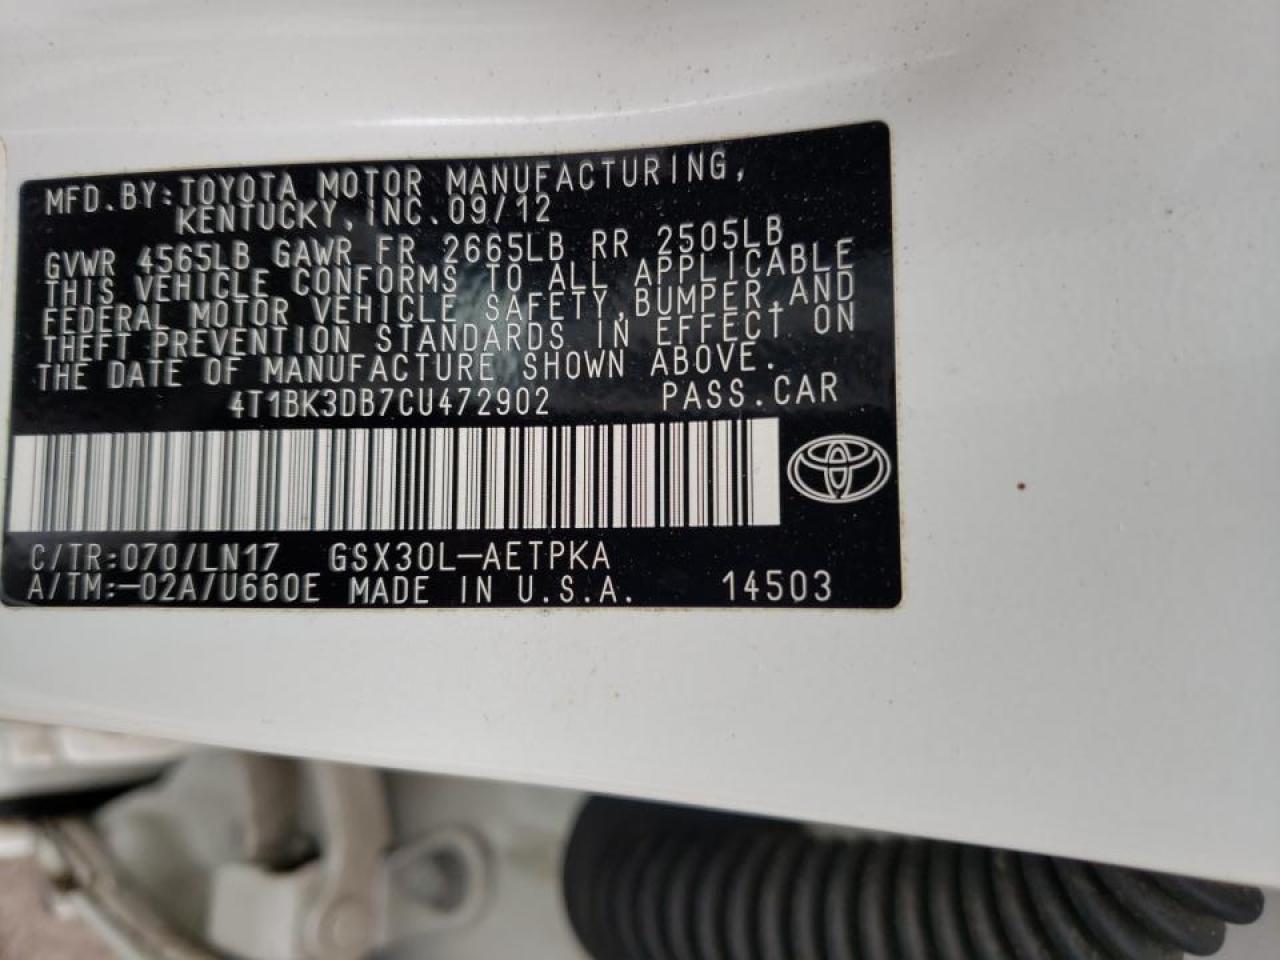 MFD.BY:TOYOTA MOTOR MANUFACTURING,
KENTUCKY, INC. 09/12
GVWR 4565LB GAWR FR 2665LB RR 2505LB
THIS VEHICLE CONFORMS TO ALL APPLICABLE
FEDERAL MOTOR VEHICLE SAFETY, BUMPER, AND
THEFT PREVENTION STANDARDS IN EFFECT ON
THE DATE OF MANUFACTURE SHOWN ABOVE.
4T1BK3DB7CU472902 PASS.CAR
C/TR:070/LN17 GSX30L-AETPKA
A/TM:-02A/U660E MADE IN U.S.A. 14503